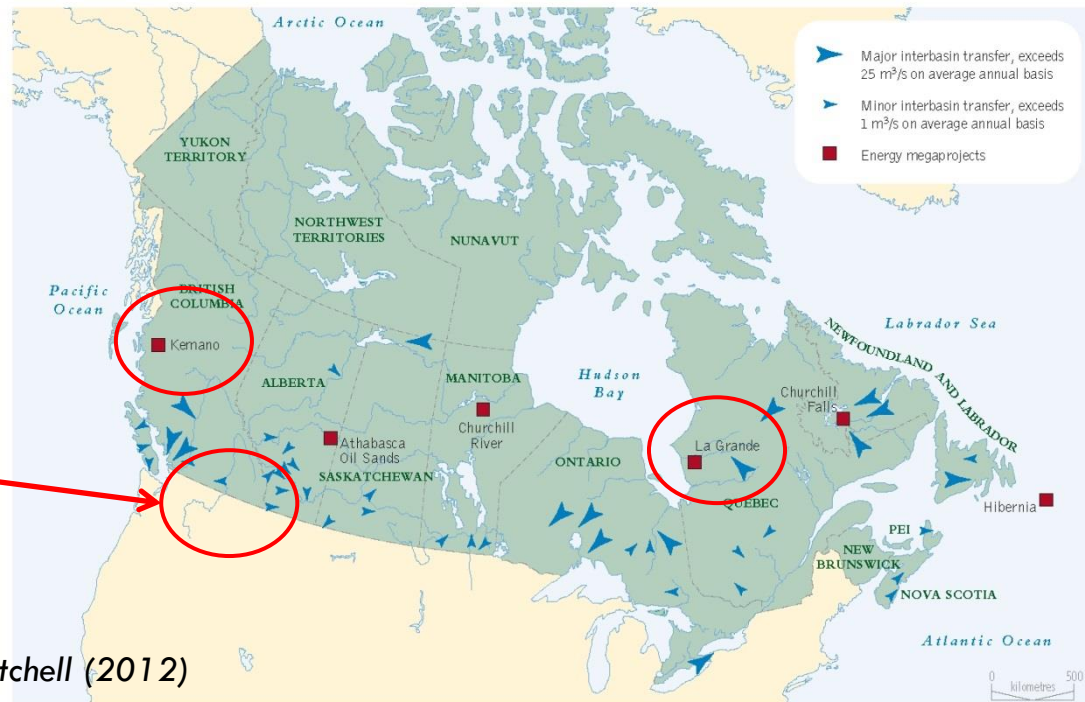 Arctic Ocean
Major interbasin transfer, exceeds
25 m³/s on average annual basis
Minor interbasin transfer, exceeds
1 m³/s on average annual basis
Energy megaprojects
YUKON
TERRITORY
NORTHWEST
TERRITORIES
NUNAVUT
Pacific
Ocean
BRITISH
COLUMBIA
Kemano
ALBERTA
Athabasca
Oil Sands
SASKATCHEWAN
MANITOBA
Churchill
River
Hudson
Bay
ONTARIO
La Grande
QUEBEC
Churchill
Falls
Labrador Sea
NEWFOUNDLAND AND LABRADOR
Hibernia
PEI
NEW
BRUNSWICK
NOVA SCOTIA
Atlantic Ocean
0 500
kilometres
tchell (2012)